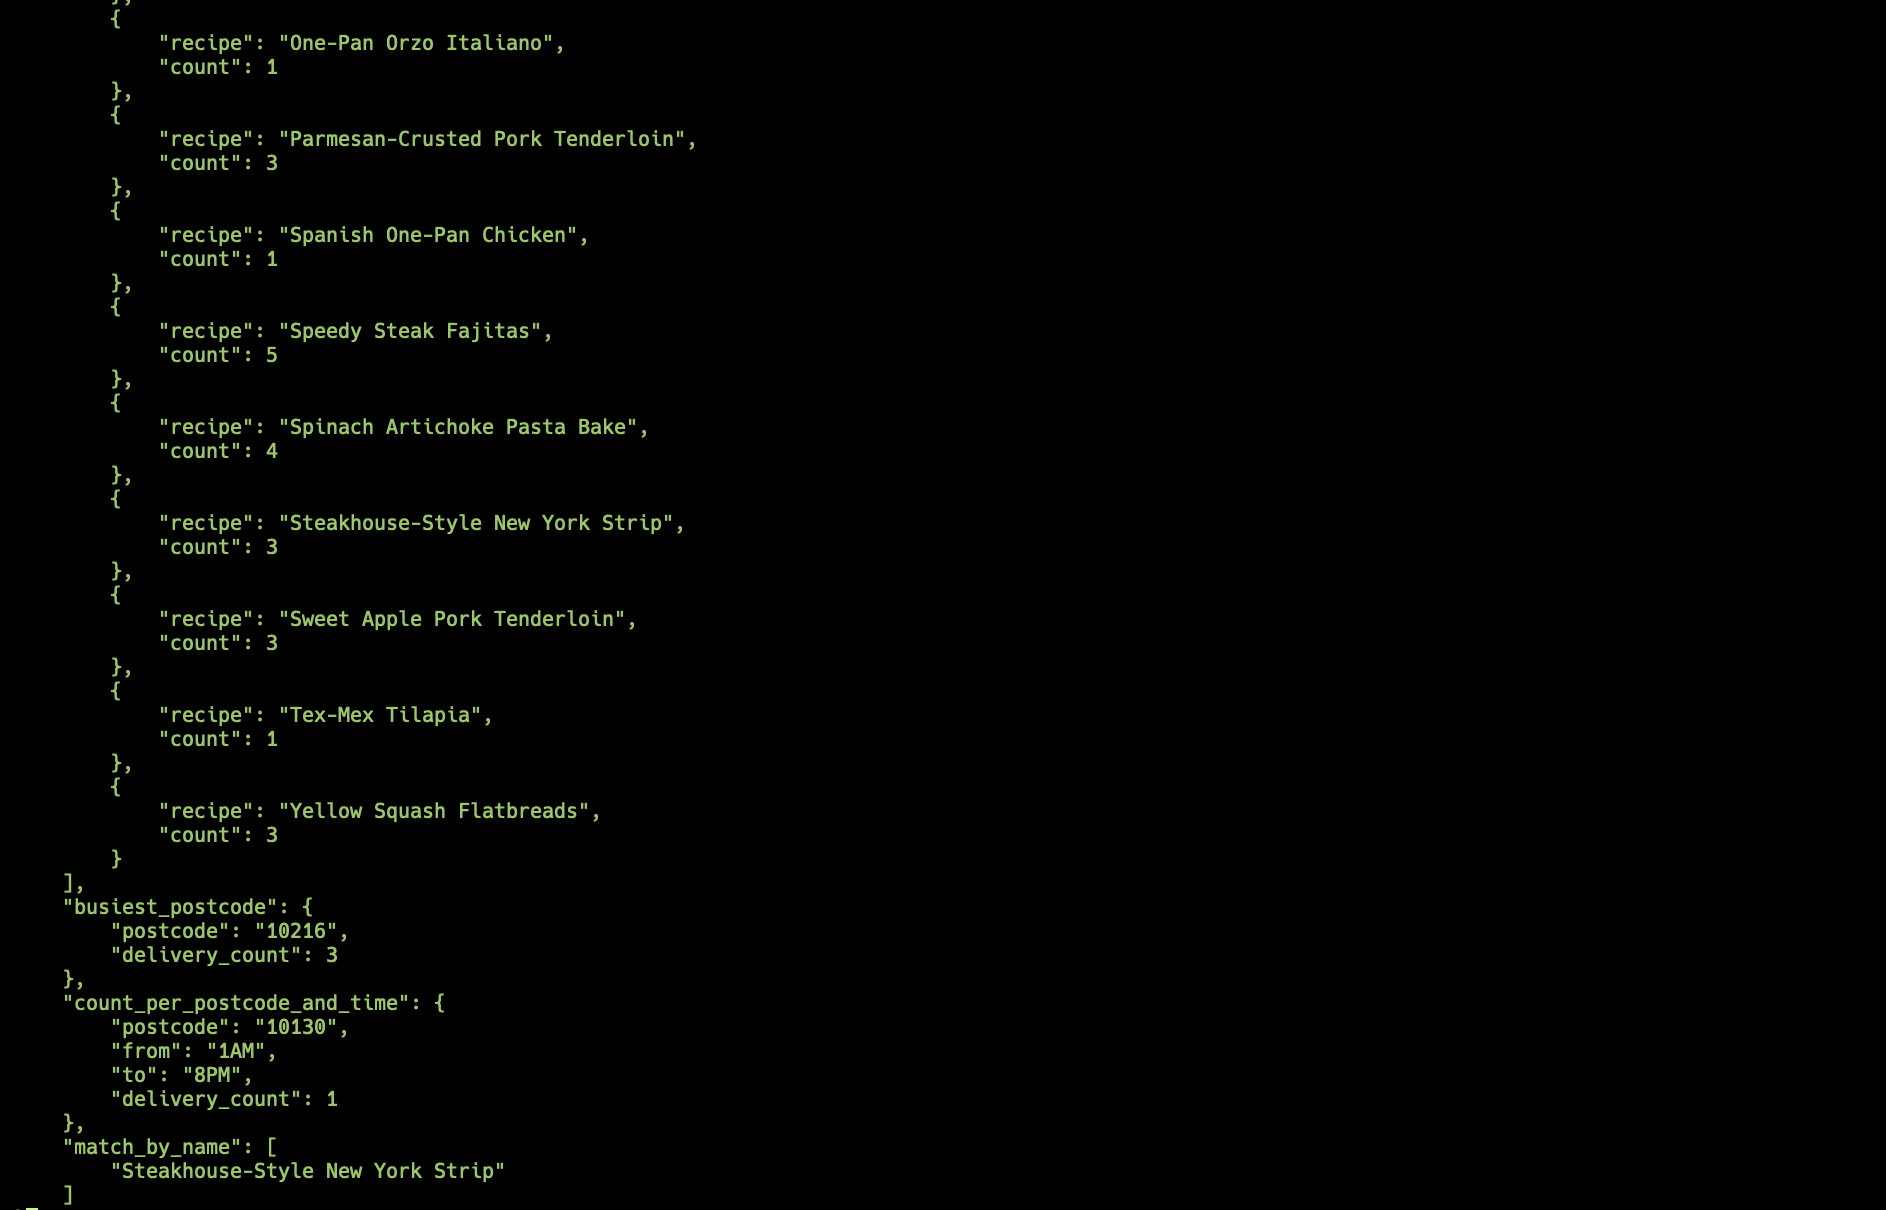 },
{
"recipe": "One-Pan Orzo Italiano",
"count": 1
},
{
"recipe": "Parmesan-Crusted Pork Tenderloin",
"count": 3
},
{
"recipe": "Spanish One-Pan Chicken",
"count": 1
},
{
"recipe": "Speedy Steak Fajitas",
"count": 5
},
{
"recipe": "Spinach Artichoke Pasta Bake",
"count": 4
},
{
"recipe": "Steakhouse-Style New York Strip",
"count": 3
},
{
"recipe": "Sweet Apple Pork Tenderloin",
"count": 3
},
{
"recipe": "Tex-Mex Tilapia",
"count": 1
},
{
"recipe": "Yellow Squash Flatbreads",
"count": 3
}
],
"busiest_postcode": {
"postcode": "10216",
"delivery_count": 3
},
"count_per_postcode_and_time": {
"postcode": "10130",
"from": "1AM",
"to": "8PM",
"delivery_count": 1
},
"match_by_name": [
"Steakhouse-Style New York Strip"
]